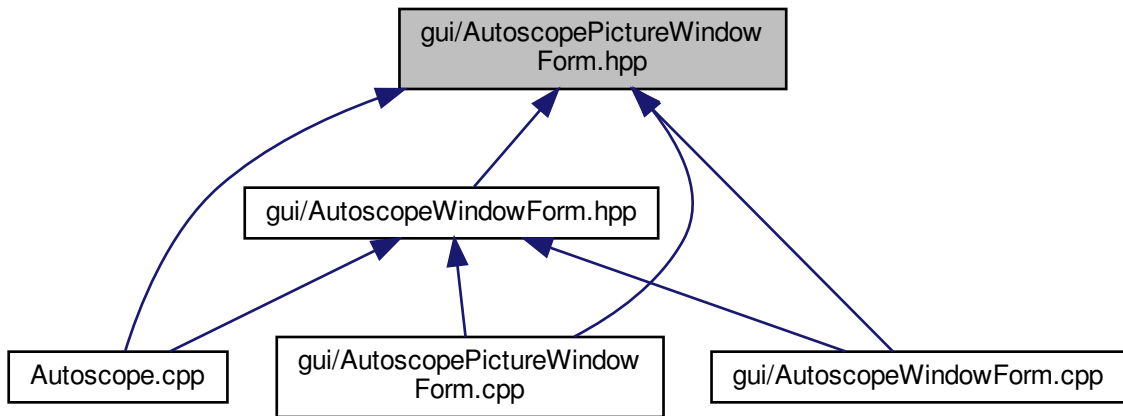 gui/AutoscopePictureWindow
Form.hpp
gui/AutoscopeWindowForm.hpp
Autoscope.cpp
gui/AutoscopePictureWindow
Form.cpp
gui/AutoscopeWindowForm.cpp